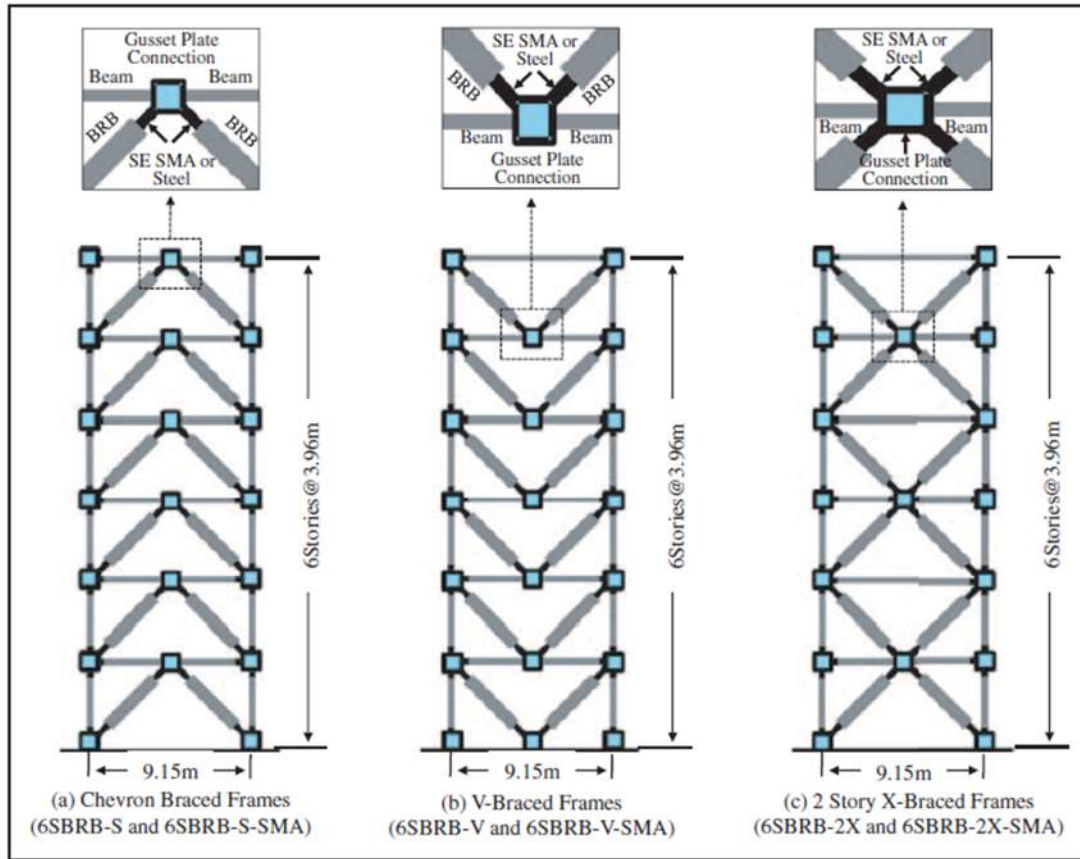 Gusset Plate
Connection
Beam
Beam
BRB
BRB
SE SMA or
Steel
SE SMA or
Steel
BRB
BRB
Beam
Beam
Gusset Plate
Connection
SE SMA or
Steel
Beam
Beam
Gusset Plate
Connection
6Stories@3.96m
6Stories@3.96m
6Stories@3.96m
9.15m
9.15m
9.15m
(a) Chevron Braced Frames
(6SBRB-S and 6SBRB-S-SMA)
(b) V-Braced Frames
(6SBRB-V and 6SBRB-V-SMA)
(c) 2 Story X-Braced Frames
(6SBRB-2X and 6SBRB-2X-SMA)